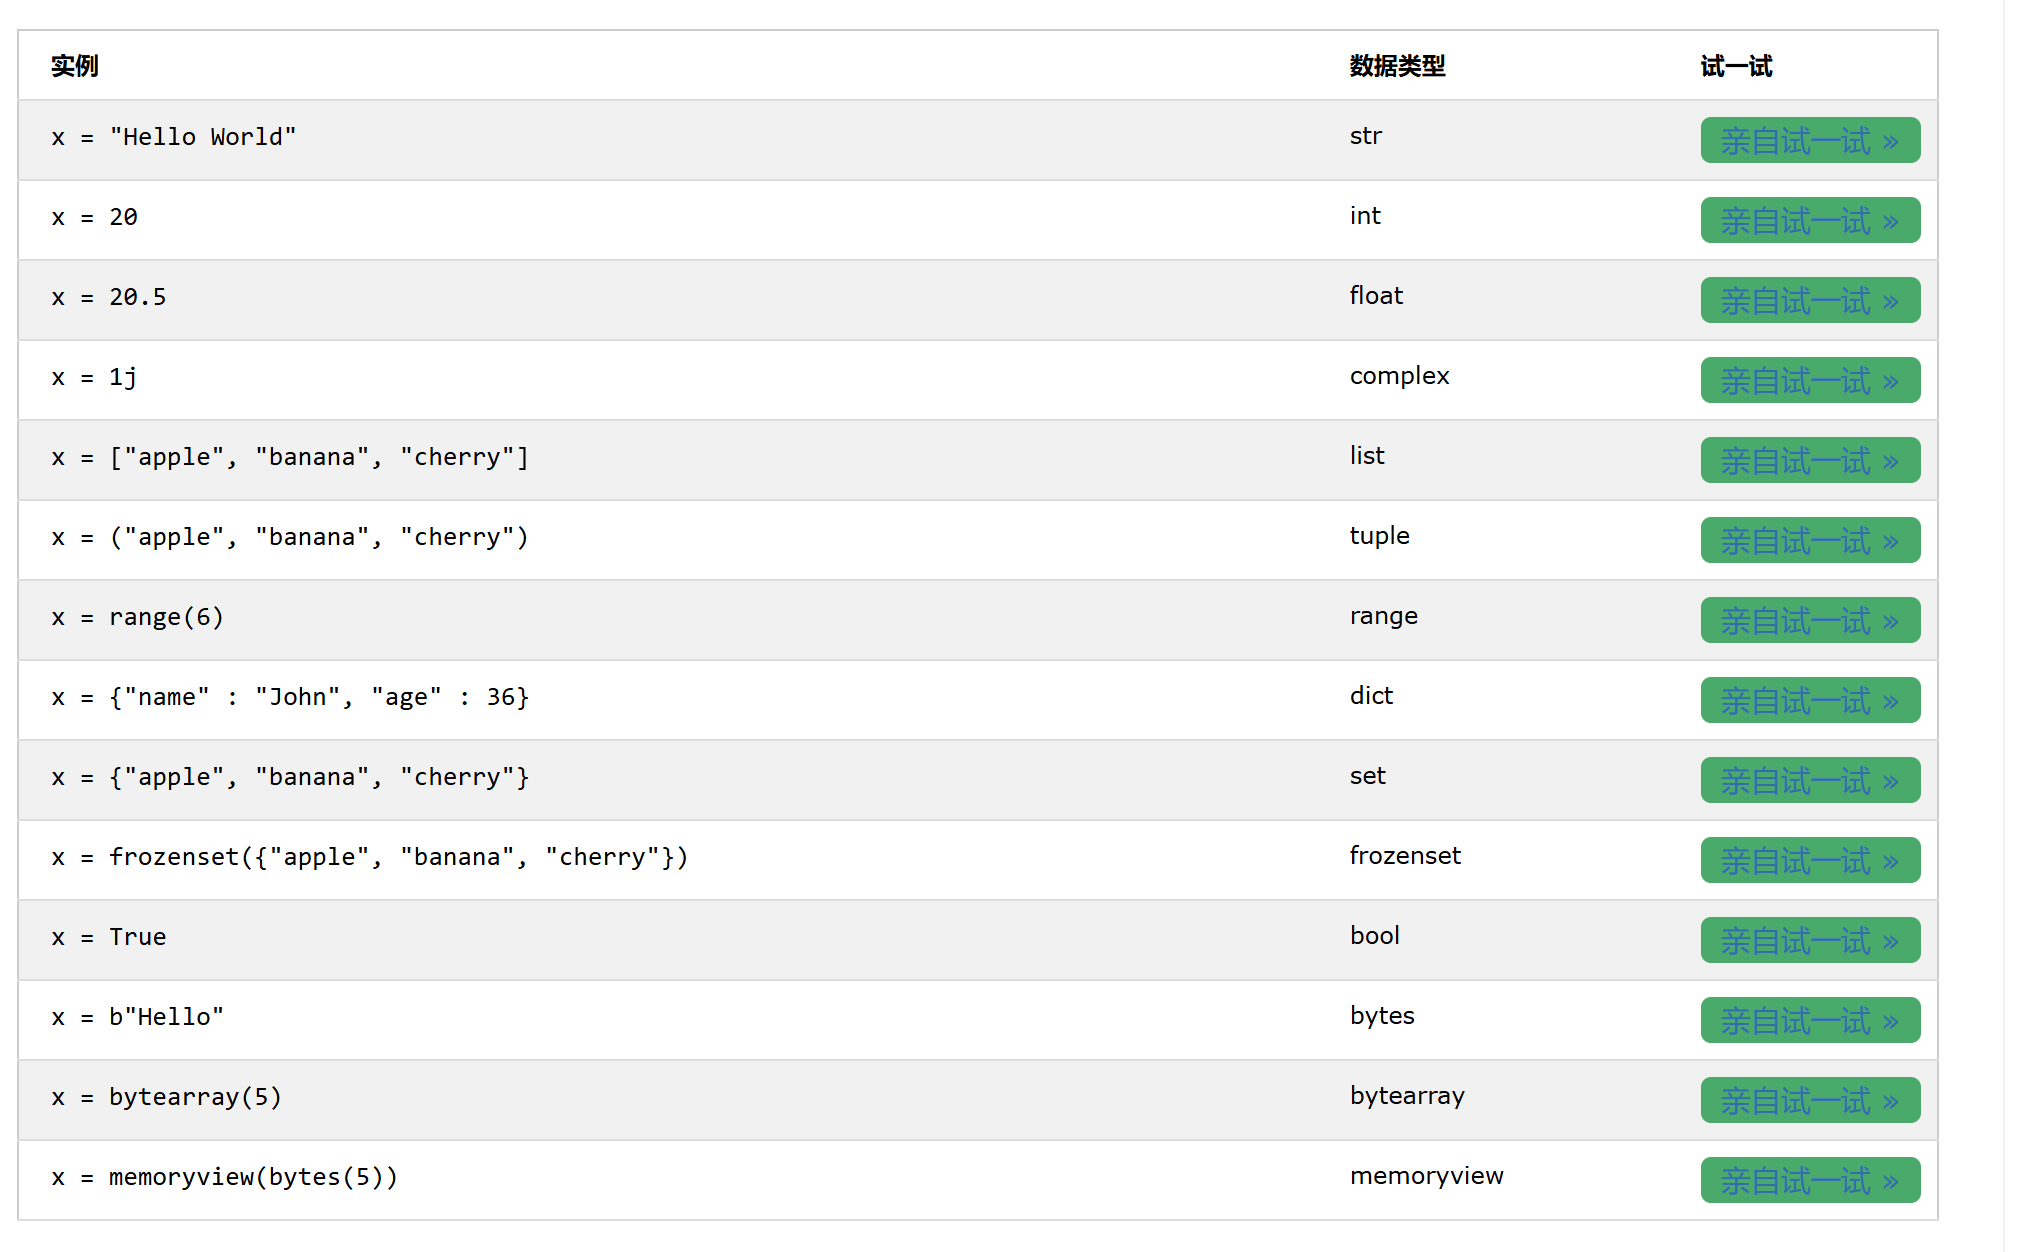 实例 数据类型 试一试
x = "Hello World" str 亲自试一试 »
x = 20 int 亲自试一试 »
x = 20.5 float 亲自试一试 »
x = 1j complex 亲自试一试 »
x = ["apple", "banana", "cherry"] list 亲自试一试 »
x = ("apple", "banana", "cherry") tuple 亲自试一试 »
x = range(6) range 亲自试一试 »
x = {"name" : "John", "age" : 36} dict 亲自试一试 »
x = {"apple", "banana", "cherry"} set 亲自试一试 »
x = frozenset({"apple", "banana", "cherry"}) frozenset 亲自试一试 »
x = True bool 亲自试一试 »
x = b"Hello" bytes 亲自试一试 »
x = bytearray(5) bytearray 亲自试一试 »
x = memoryview(bytes(5)) memoryview 亲自试一试 »